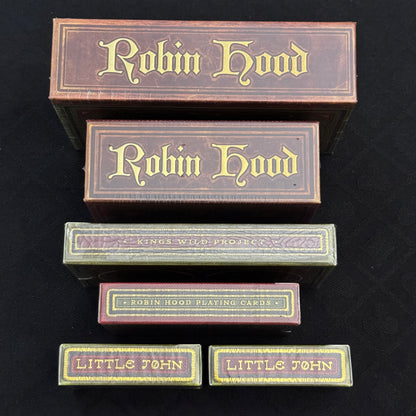 Robin Hood
Robin Hood
KINGS WILD PROJECT
ROBIN HOOD PLAYING CARDS
LITTLE JOHN
LITTLE JOHN